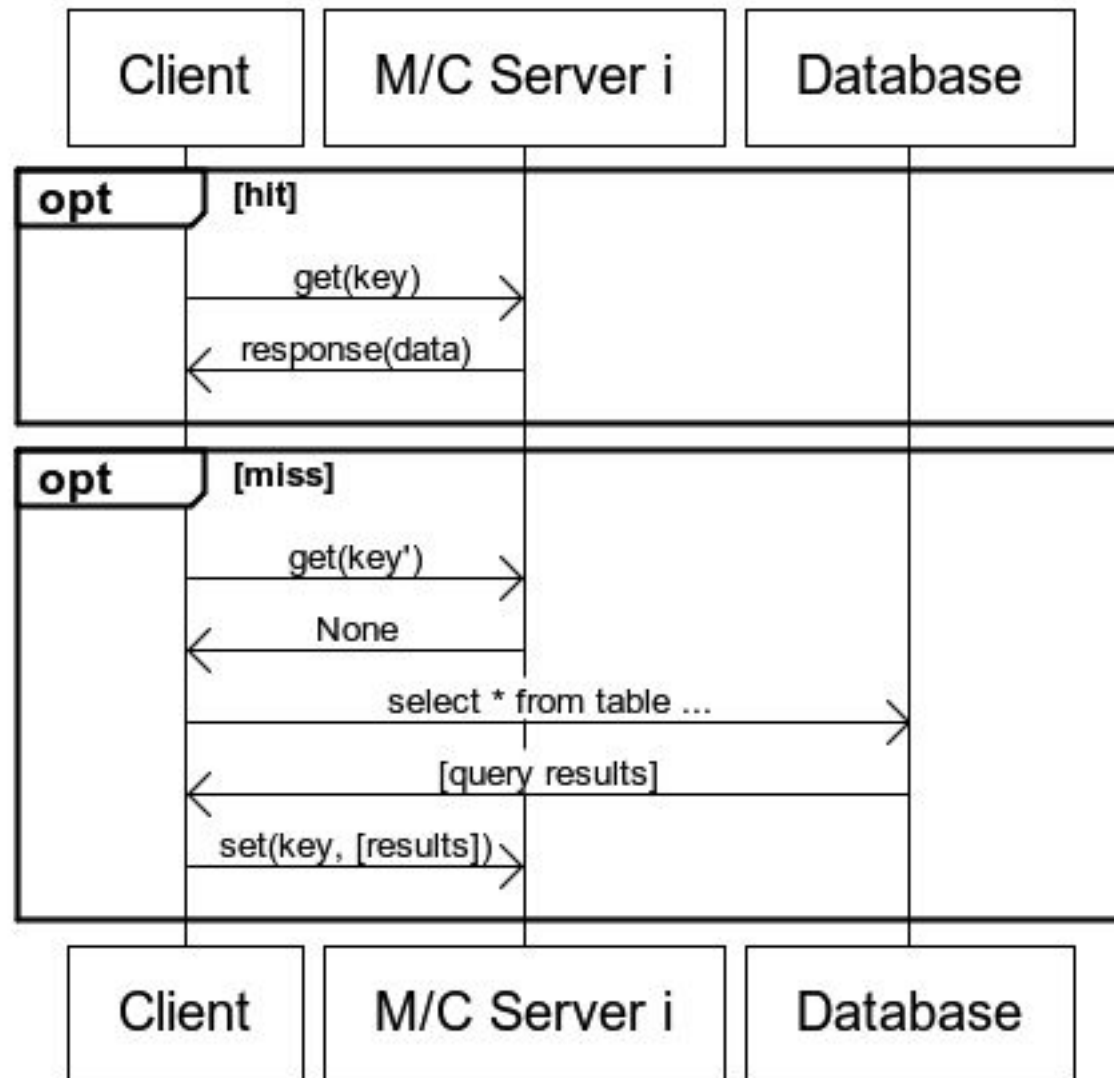 Client
M/C Server i
Database
opt
[hit]
get(key)
response(data)
opt
[miss]
get(key')
None
select * from table ...
[query results]
set(key, [results])
Client
M/C Server i
Database